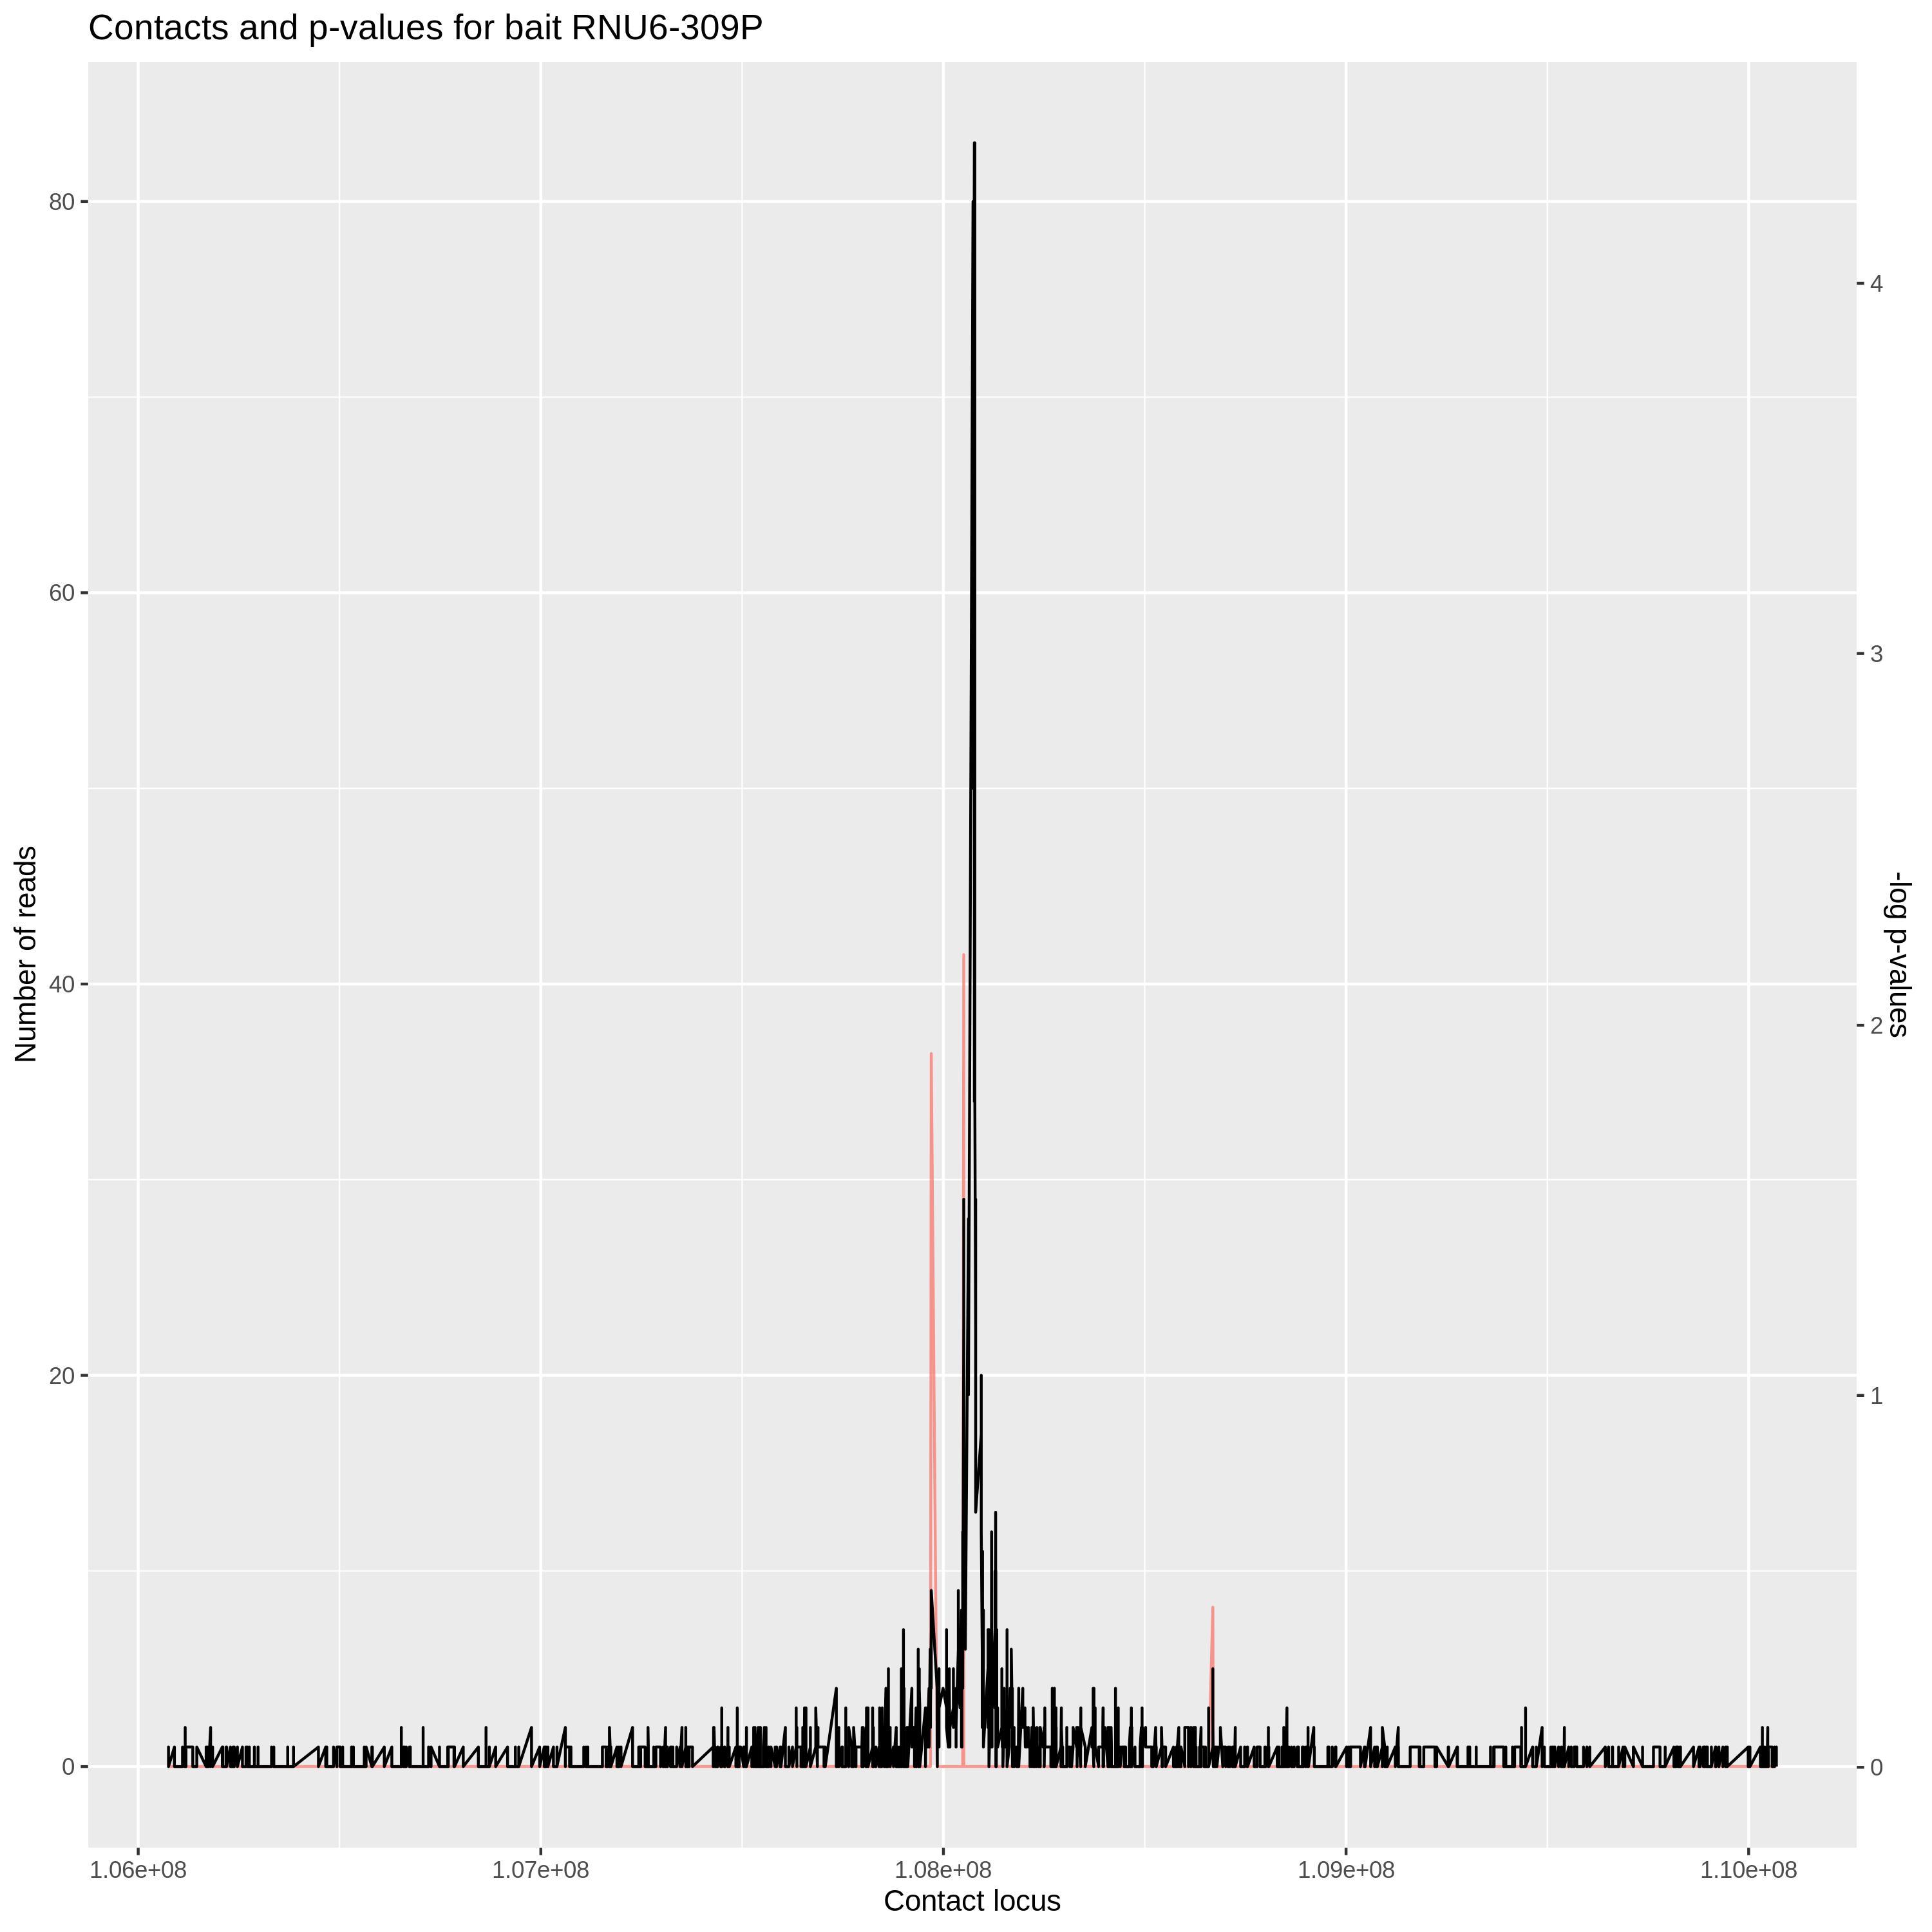 Contacts and p-values for bait RNU6-309P
80
60
40
20
0
Number of reads
4
3
2
1
0
-log p-values
1.06e+08 1.07e+08 1.08e+08 1.09e+08 1.10e+08
Contact locus